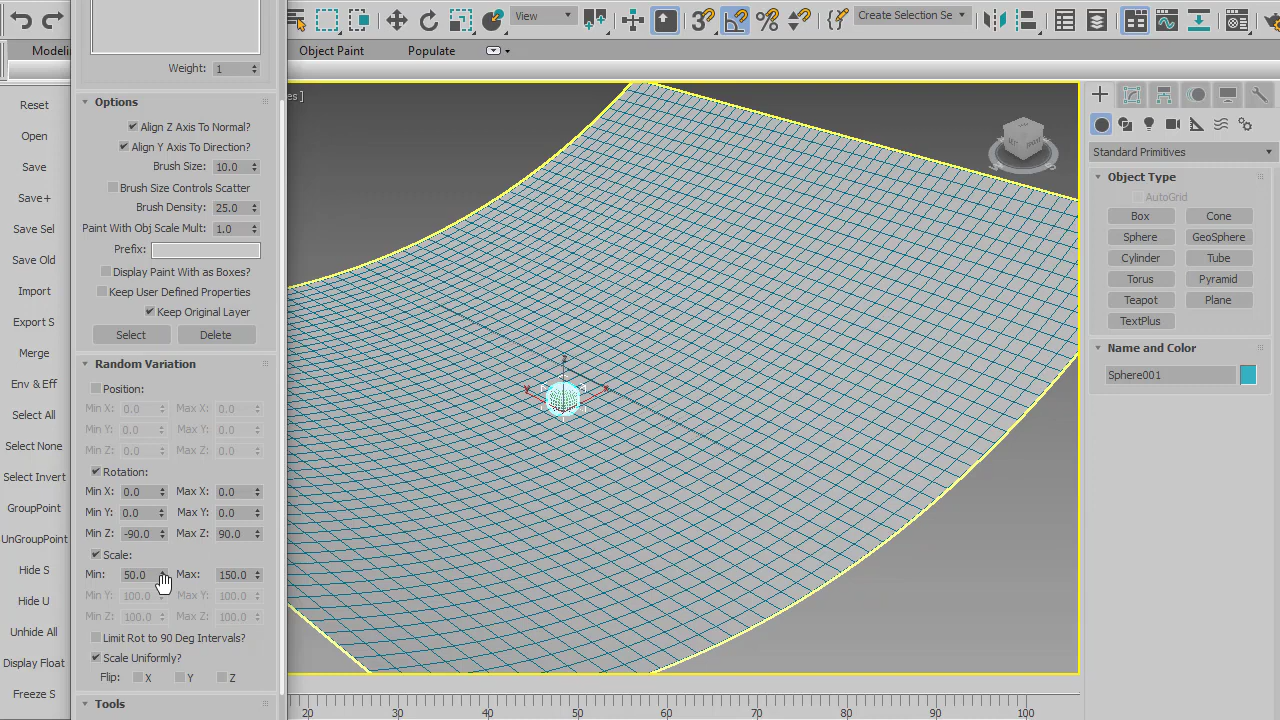 View
Create Selection Se
Modelin
Object Paint
Populate
es ]
Weight: 1
Options
Align Z Axis To Normal?
Align Y Axis To Direction?
Brush Size: 10.0
Brush Size Controls Scatter
Brush Density: 25.0
Paint With Obj Scale Mult: 1.0
Prefix:
Display Paint With as Boxes?
Keep User Defined Properties
Keep Original Layer
Select Delete
Random Variation
Position:
Min X: 0.0 Max X: 0.0
Min Y: 0.0 Max Y: 0.0
Min Z: 0.0 Max Z: 0.0
Rotation:
Min X: 0.0 Max X: 0.0
Min Y: 0.0 Max Y: 0.0
Min Z: -90.0 Max Z: 90.0
Scale:
Min: 50.0 Max: 150.0
Min Y: 100.0 Max Y: 100.0
Min Z: 100.0 Max Z: 100.0
Limit Rot to 90 Deg Intervals?
Scale Uniformly?
Flip: X Y Z
Tools
Reset
Open
Save
Save+
Save Sel
Save Old
Import
Export S
Merge
Env & Eff
Select All
Select None
Select Invert
GroupPoint
UnGroupPoint
Hide S
Hide U
Unhide All
Display Float
Freeze S
y x
20 30 40 50 60 70 80 90 100
Standard Primitives
Object Type
AutoGrid
Box Cone
Sphere GeoSphere
Cylinder Tube
Torus Pyramid
Teapot Plane
TextPlus
Name and Color
Sphere001